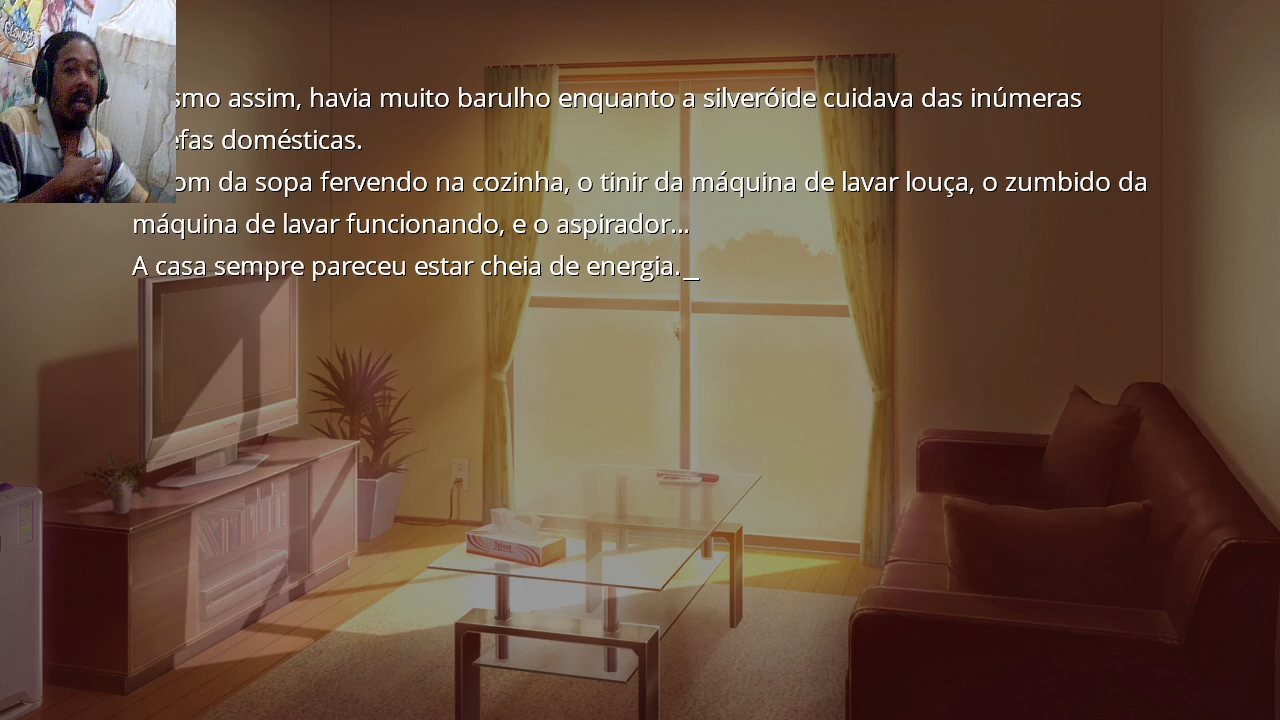 smo assim, havia muito barulho enquanto a silveróide cuidava das inúmeras
efas domésticas.
om da sopa fervendo na cozinha, o tinir da máquina de lavar louça, o zumbido da
máquina de lavar funcionando, e o aspirador...
A casa sempre pareceu estar cheia de energia._